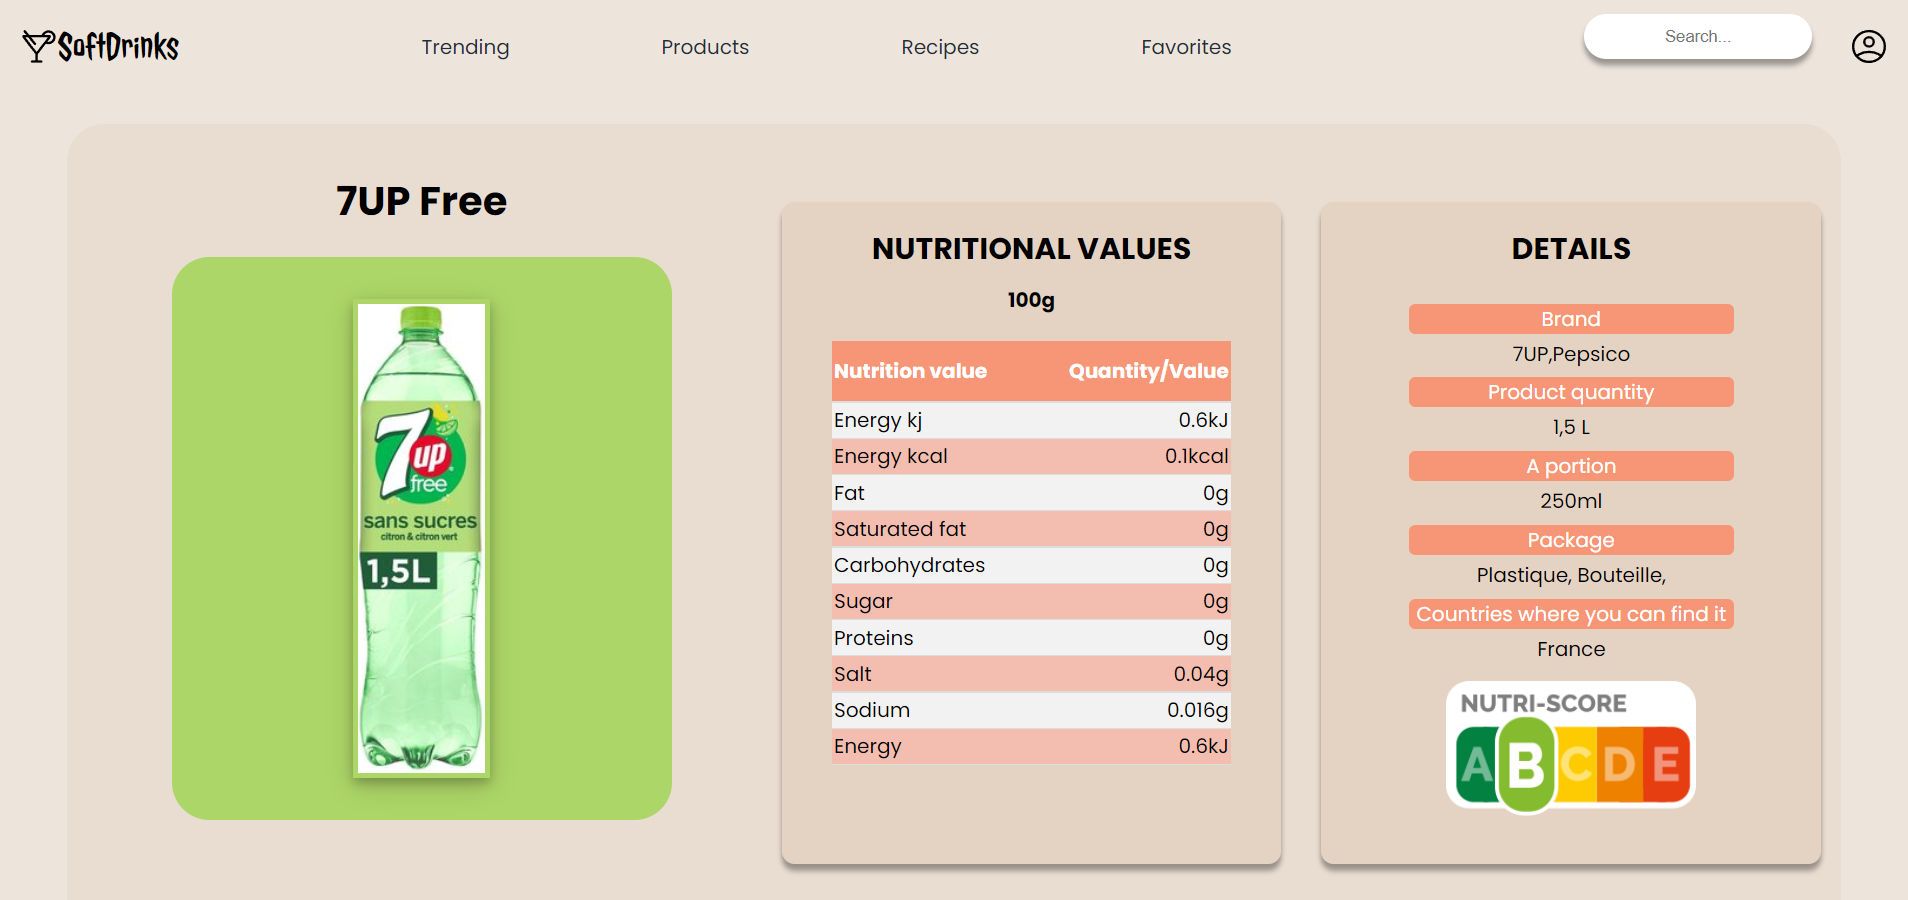 SoftDrinks
Trending
Products
Recipes
Favorites
Search...
7UP Free
7
up
free
sans sucres
citron & citron vert
1,5L
NUTRITIONAL VALUES
100g
Nutrition value Quantity/Value
Energy kj 0.6kJ
Energy kcal 0.1kcal
Fat 0g
Saturated fat 0g
Carbohydrates 0g
Sugar 0g
Proteins 0g
Salt 0.04g
Sodium 0.016g
Energy 0.6kJ
DETAILS
Brand
7UP,Pepsico
Product quantity
1,5 L
A portion
250ml
Package
Plastique, Bouteille,
Countries where you can find it
France
NUTRI-SCORE
A B C D E